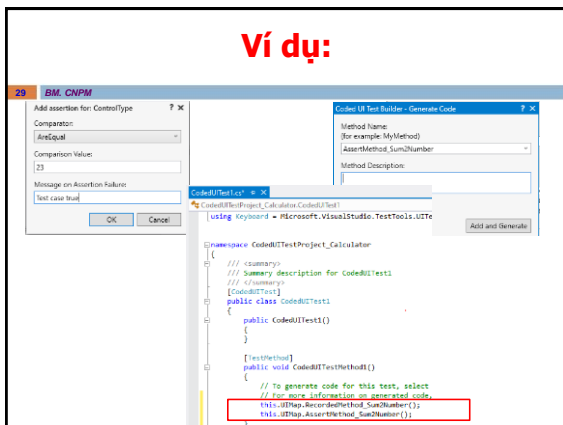 Ví dụ:
29 BM. CNPM
Add assertion for: ControlType ? ×
Comparator:
AreEqual
Comparison Value:
23
Message on Assertion Failure:
Test case true
OK Cancel
Coded UI Test Builder - Generate Code ? ×
Method Name:
(for example: MyMethod)
AssertMethod_Sum2Number
Method Description:
Add and Generate
CodedUITest1.cs*
CodedUITestProject_Calculator.CodedUITest1
using Keyboard = Microsoft.VisualStudio.TestTools.UITe
namespace CodedUITestProject_Calculator
{
/// <summary>
/// Summary description for CodedUITest1
/// </summary>
[CodedUITest]
public class CodedUITest1
{
public CodedUITest1()
{
}
[TestMethod]
public void CodedUITestMethod1()
{
// To generate code for this test, select
// For more information on generated code,
this.UIMap.RecordedMethod_Sum2Number();
this.UIMap.AssertMethod_Sum2Number();
}